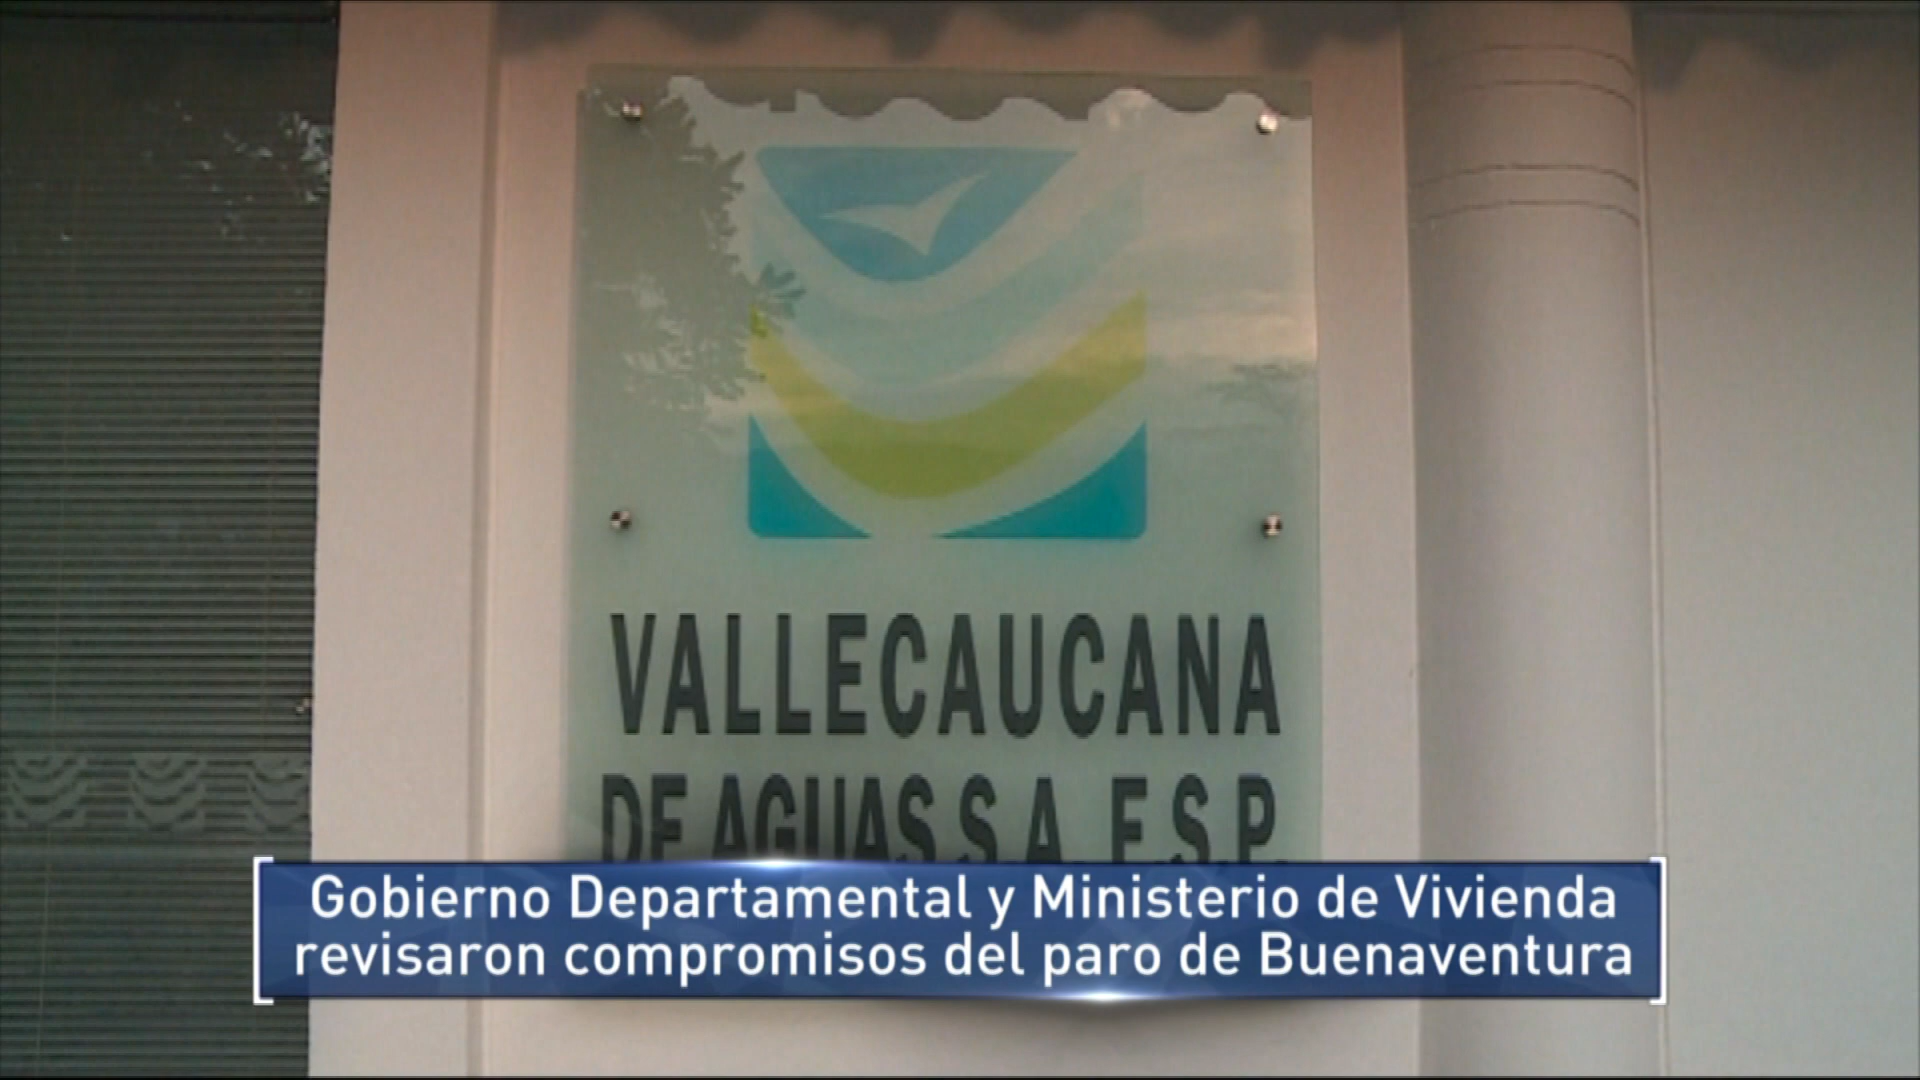 VALLECAUCANA
DE AGUAS S.A. E.S.P.
Gobierno Departamental y Ministerio de Vivienda
revisaron compromisos del paro de Buenaventura